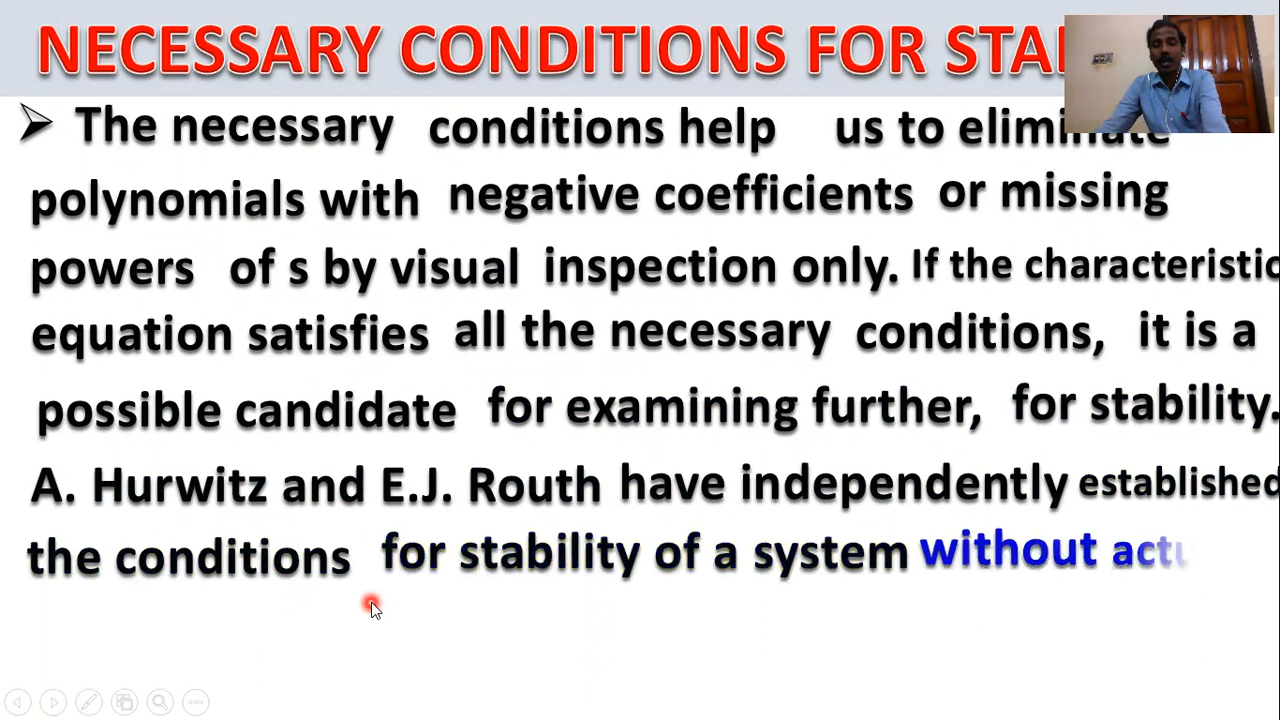 NECESSARY CONDITIONS FOR
The necessary conditions help us to eliminate
polynomials with negative coefficients or missing
powers of s by visual inspection only. If the characteristic
equation satisfies all the necessary conditions, it is a
possible candidate for examining further, for stability.
A. Hurwitz and E.J. Routh have independently established
the conditions for stability of a system without